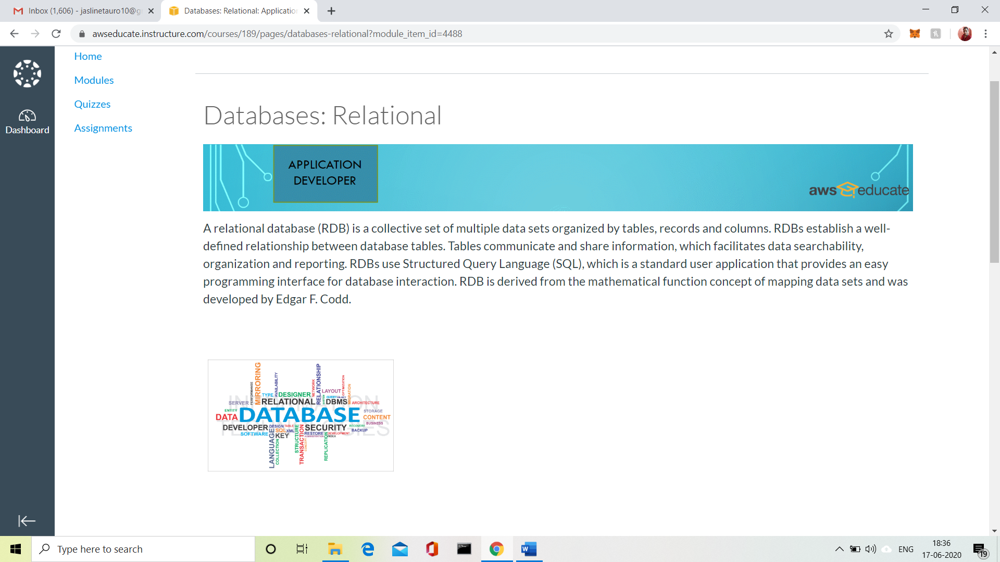 Inbox (1,606) - jaslinetauro10@g
Databases: Relational: Applicatio
awseducate.instructure.com/courses/189/pages/databases-relational?module_item_id=4488
Home
Modules
Quizzes
Assignments
Dashboard
Databases: Relational
APPLICATION
DEVELOPER
aws educate
A relational database (RDB) is a collective set of multiple data sets organized by tables, records and columns. RDBs establish a well-
defined relationship between database tables. Tables communicate and share information, which facilitates data searchability,
organization and reporting. RDBs use Structured Query Language (SQL), which is a standard user application that provides an easy
programming interface for database interaction. RDB is derived from the mathematical function concept of mapping data sets and was
developed by Edgar F. Codd.
INFORMATION
TECHNOLOGIES
PERFORMANSE
MIRRORING
AVAILABILITY
NETWORK
RELATIONSHIP
OPTIMIZATION
MIGRATION
TYPE
DESIGNER
LAYOUT
QUERY
OBJECT
SYSTEM
SERVER
RELATIONAL
DBMS
ARCHITECTURE
ENTITY
STORAGE
DATA
DATABASE
CONTENT
BUSINESS
DEVELOPER
DESIGN
TABLE
SECURITY
RECOVERY
BACKUP
SOFTWARE
SQL
XML
KEY
RESTORE
DEVELOPMENT
ADMINISTRATION
INDEX
LANGUAGE
COLLECTION
STRUCTURE
TRANSACTION
CONCEPT
REPLICATION
Type here to search
ENG
18:36
17-06-2020
19